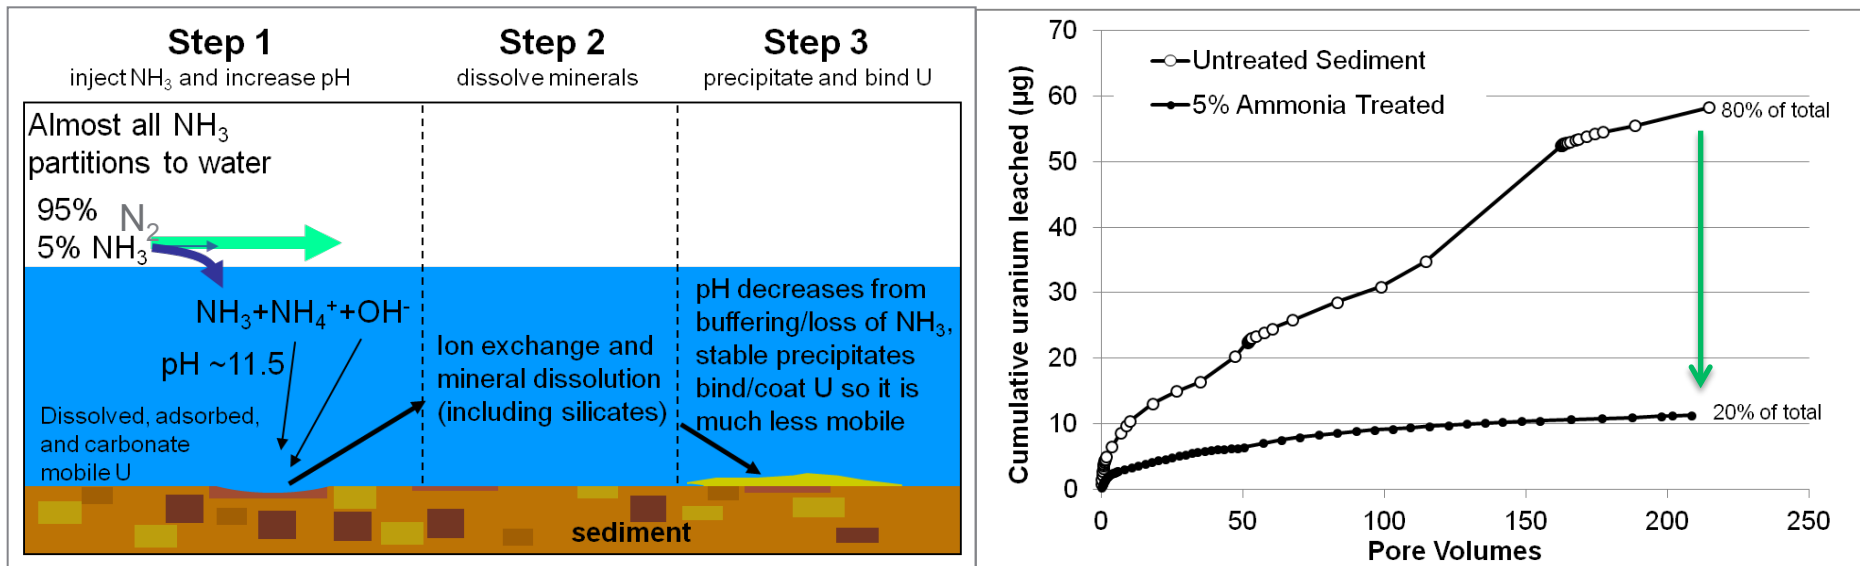 Step 1
inject NH₃ and increase pH
Step 2
dissolve minerals
Step 3
precipitate and bind U
Almost all NH₃
partitions to water
95% N₂
5% NH₃
NH₃+NH₄⁺+OH⁻
pH ~11.5
Dissolved, adsorbed,
and carbonate
mobile U
Ion exchange and
mineral dissolution
(including silicates)
pH decreases from
buffering/loss of NH₃,
stable precipitates
bind/coat U so it is
much less mobile
sediment
Cumulative uranium leached (µg)
70
60
50
40
30
20
10
0
Untreated Sediment
5% Ammonia Treated
80% of total
20% of total
0 50 100 150 200 250
Pore Volumes